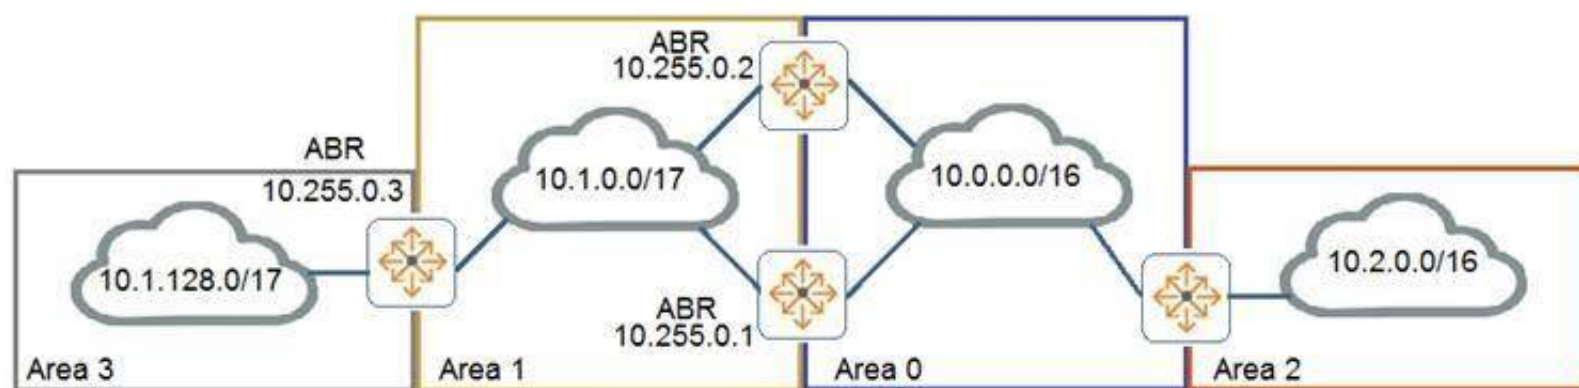 ABR
10.255.0.3
10.1.128.0/17
Area 3
ABR
10.255.0.2
10.1.0.0/17
ABR
10.255.0.1
Area 1
10.0.0.0/16
Area 0
10.2.0.0/16
Area 2